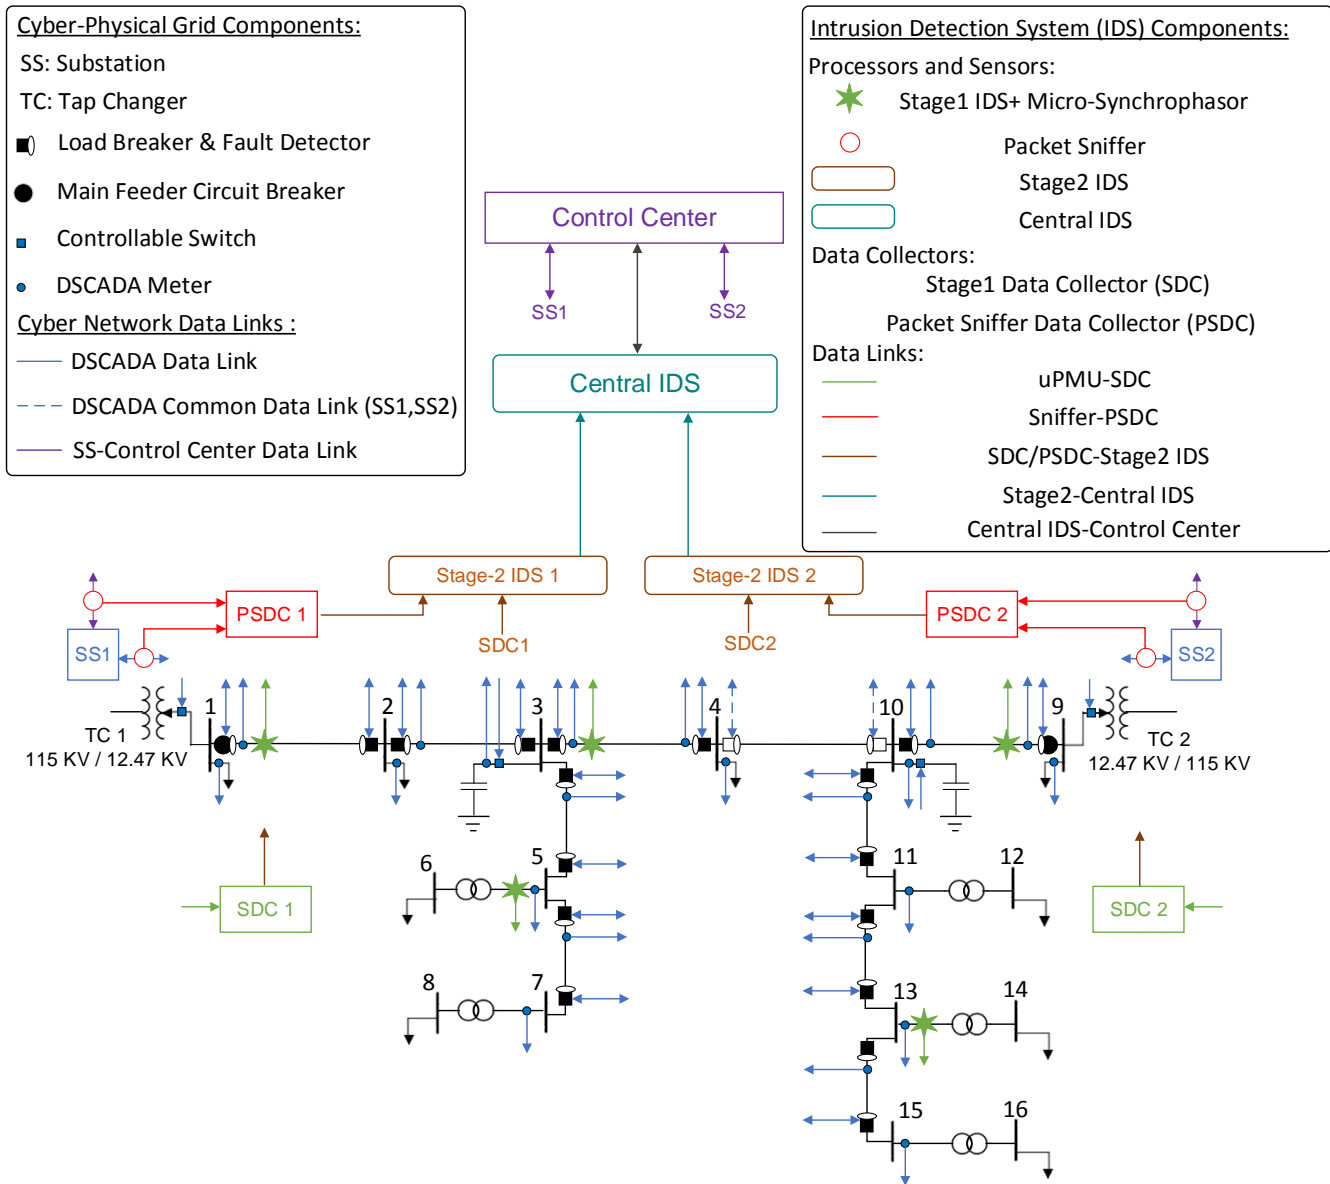 Cyber-Physical Grid Components:
SS: Substation
TC: Tap Changer
Load Breaker & Fault Detector
Main Feeder Circuit Breaker
Controllable Switch
DSCADA Meter
Cyber Network Data Links :
DSCADA Data Link
DSCADA Common Data Link (SS1,SS2)
SS-Control Center Data Link
Intrusion Detection System (IDS) Components:
Processors and Sensors:
Stage1 IDS+ Micro-Synchrophasor
Packet Sniffer
Stage2 IDS
Central IDS
Data Collectors:
Stage1 Data Collector (SDC)
Packet Sniffer Data Collector (PSDC)
Data Links:
uPMU-SDC
Sniffer-PSDC
SDC/PSDC-Stage2 IDS
Stage2-Central IDS
Central IDS-Control Center
Control Center
SS1
SS2
Central IDS
Stage-2 IDS 1
Stage-2 IDS 2
PSDC 1
PSDC 2
SS1
SDC1
SDC2
SS2
1
2
3
4
10
9
TC 1
115 KV / 12.47 KV
TC 2
12.47 KV / 115 KV
6
5
11
12
SDC 1
SDC 2
8
7
13
14
15
16